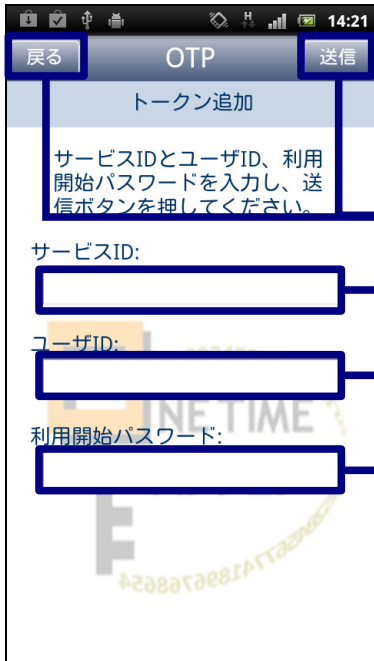 14:21
戻る
OTP
送信
トークン追加
サービスIDとユーザID、利用
開始パスワードを入力し、送
信ボタンを押してください。
サービスID:
ユーザID:
NETIME
利用開始パスワード: